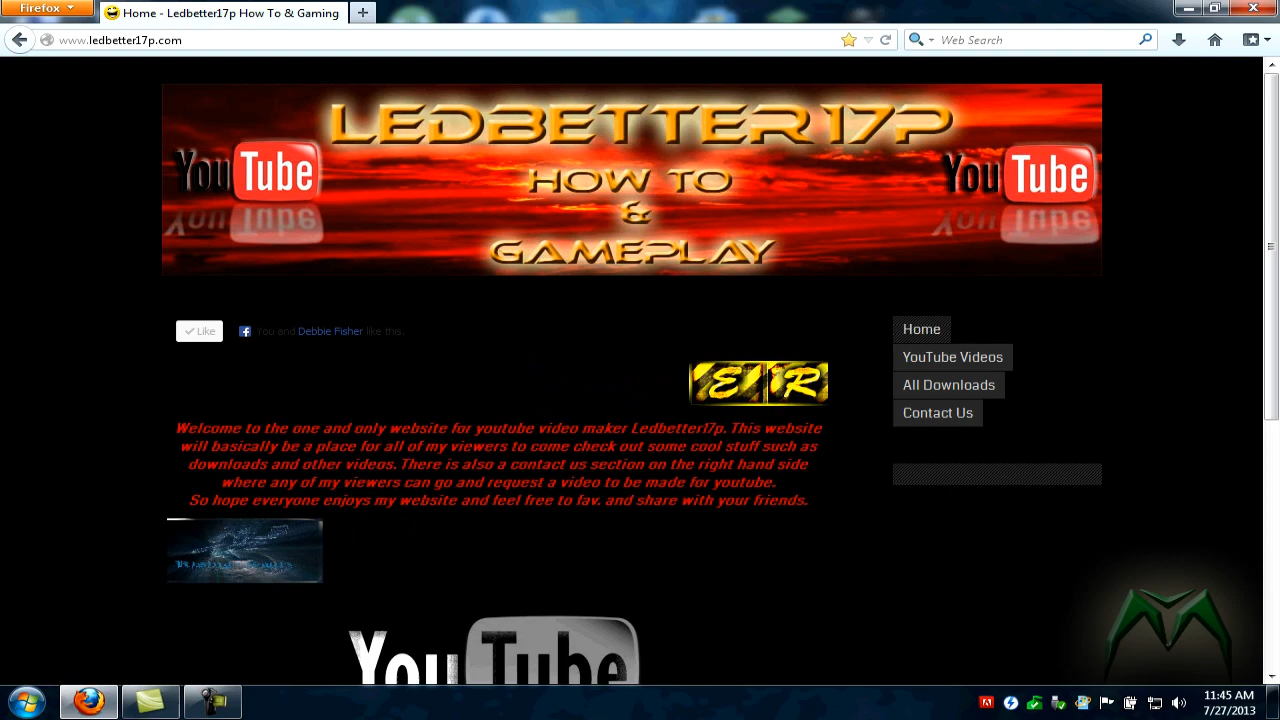 Firefox
Home - Ledbetter17p How To & Gaming
www.ledbetter17p.com
Web Search
LEDBETTER17P
HOW TO
&
GAMEPLAY
YouTube
YouTube
Like
You and Debbie Fisher like this.
Home
YouTube Videos
All Downloads
Contact Us
E R
Welcome to the one and only website for youtube video maker Ledbetter17p. This website
will basically be a place for all of my viewers to come check out some cool stuff such as
downloads and other videos. There is also a contact us section on the right hand side
where any of my viewers can go and request a video to be made for youtube.
So hope everyone enjoys my website and feel free to fav. and share with your friends.
YouTube
11:45 AM
7/27/2013